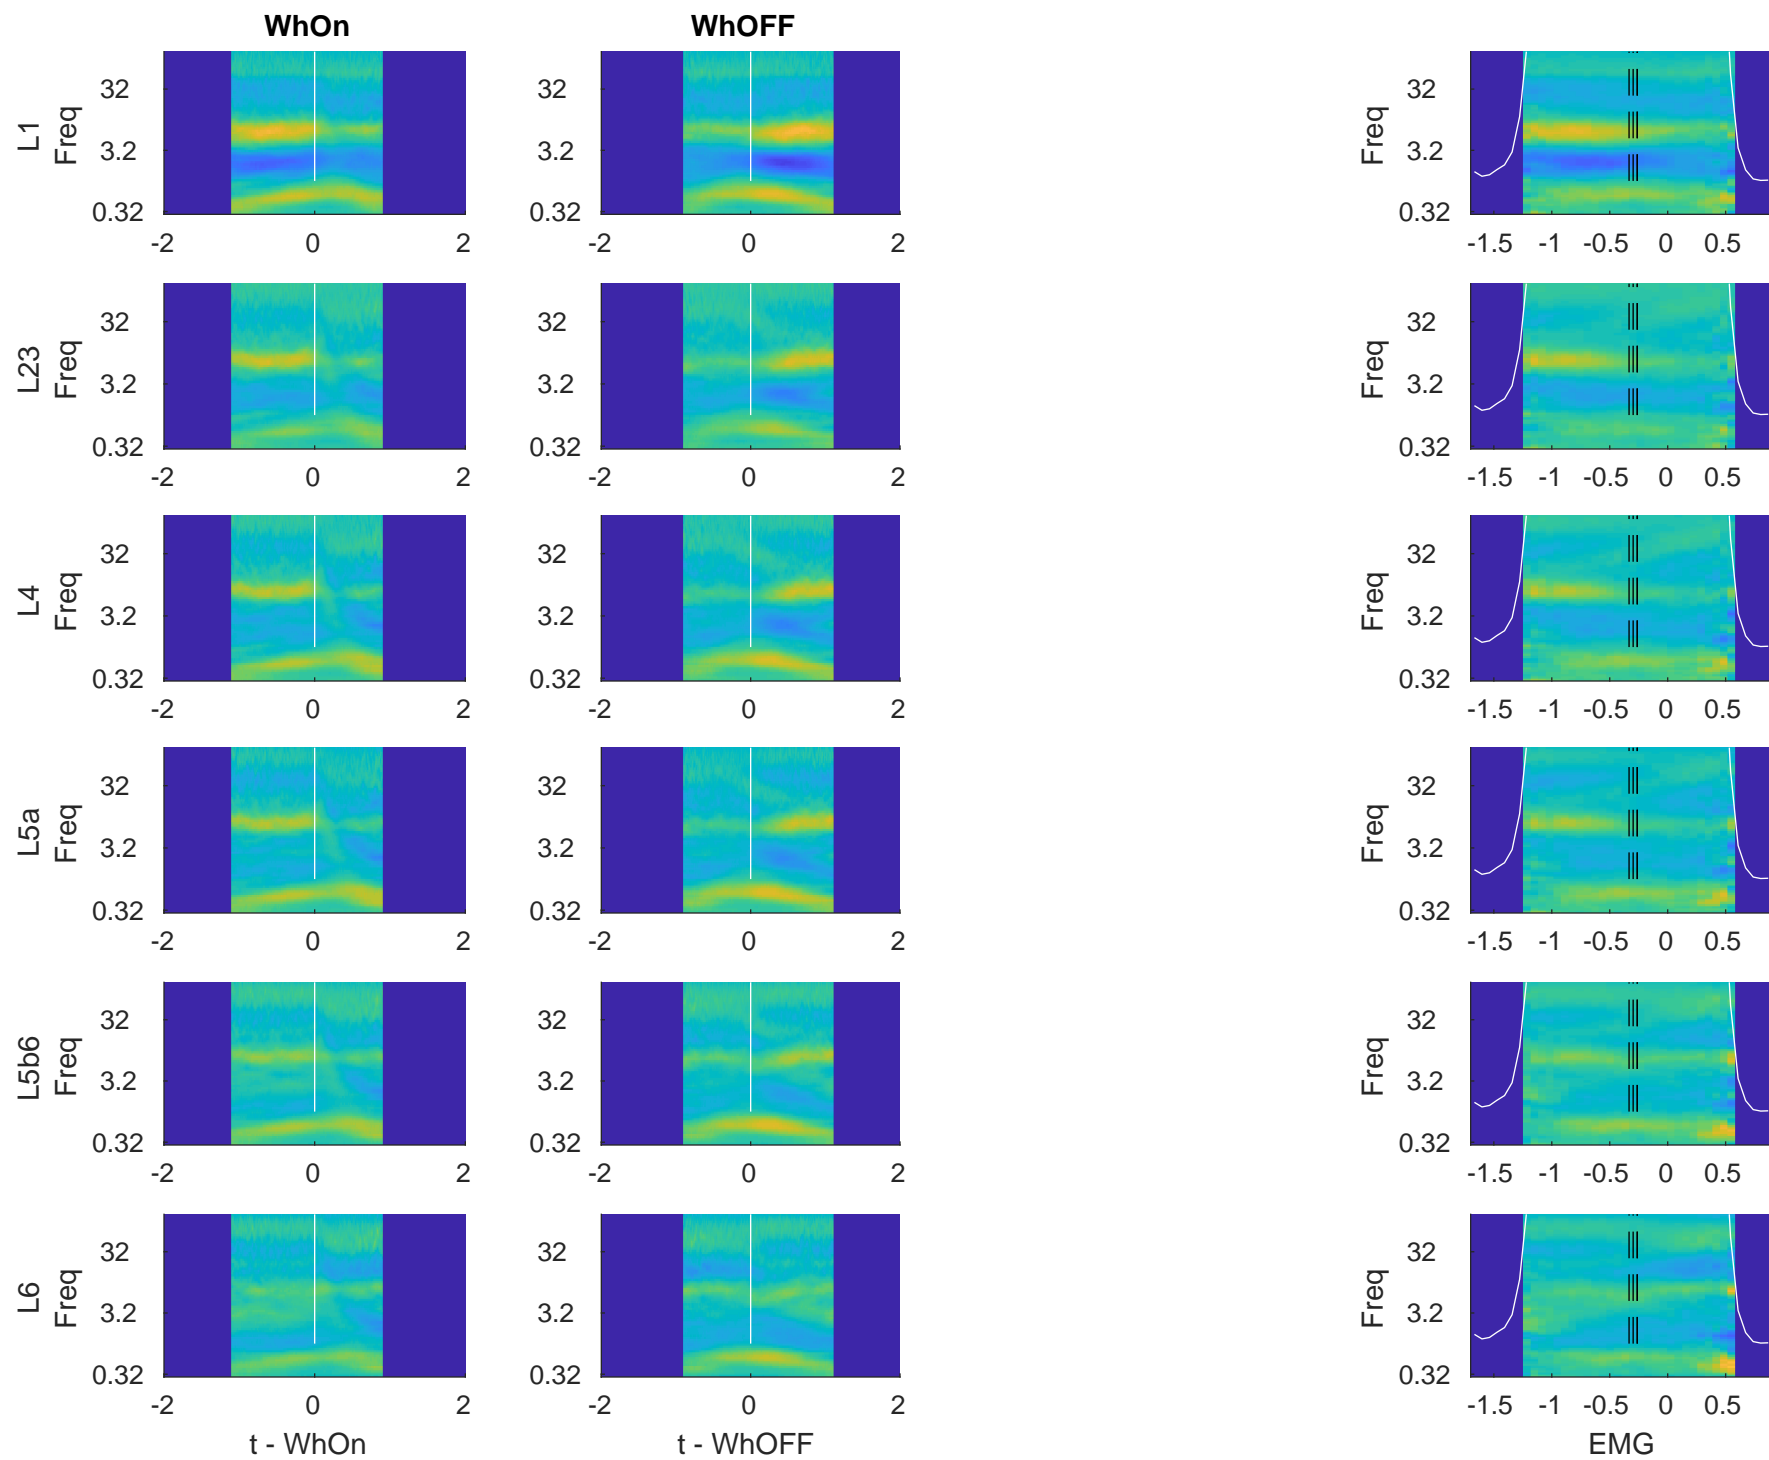 WhOn WhOFF
L1 Freq 32 3.2 0.32 32 3.2 0.32 Freq 32 3.2 0.32
-2 0 2 -2 0 2 -1.5 -1 -0.5 0 0.5
L23 Freq 32 3.2 0.32 32 3.2 0.32 Freq 32 3.2 0.32
-2 0 2 -2 0 2 -1.5 -1 -0.5 0 0.5
L4 Freq 32 3.2 0.32 32 3.2 0.32 Freq 32 3.2 0.32
-2 0 2 -2 0 2 -1.5 -1 -0.5 0 0.5
L5a Freq 32 3.2 0.32 32 3.2 0.32 Freq 32 3.2 0.32
-2 0 2 -2 0 2 -1.5 -1 -0.5 0 0.5
L5b6 Freq 32 3.2 0.32 32 3.2 0.32 Freq 32 3.2 0.32
-2 0 2 -2 0 2 -1.5 -1 -0.5 0 0.5
L6 Freq 32 3.2 0.32 32 3.2 0.32 Freq 32 3.2 0.32
-2 0 2 -2 0 2 -1.5 -1 -0.5 0 0.5
t - WhOn t - WhOFF EMG